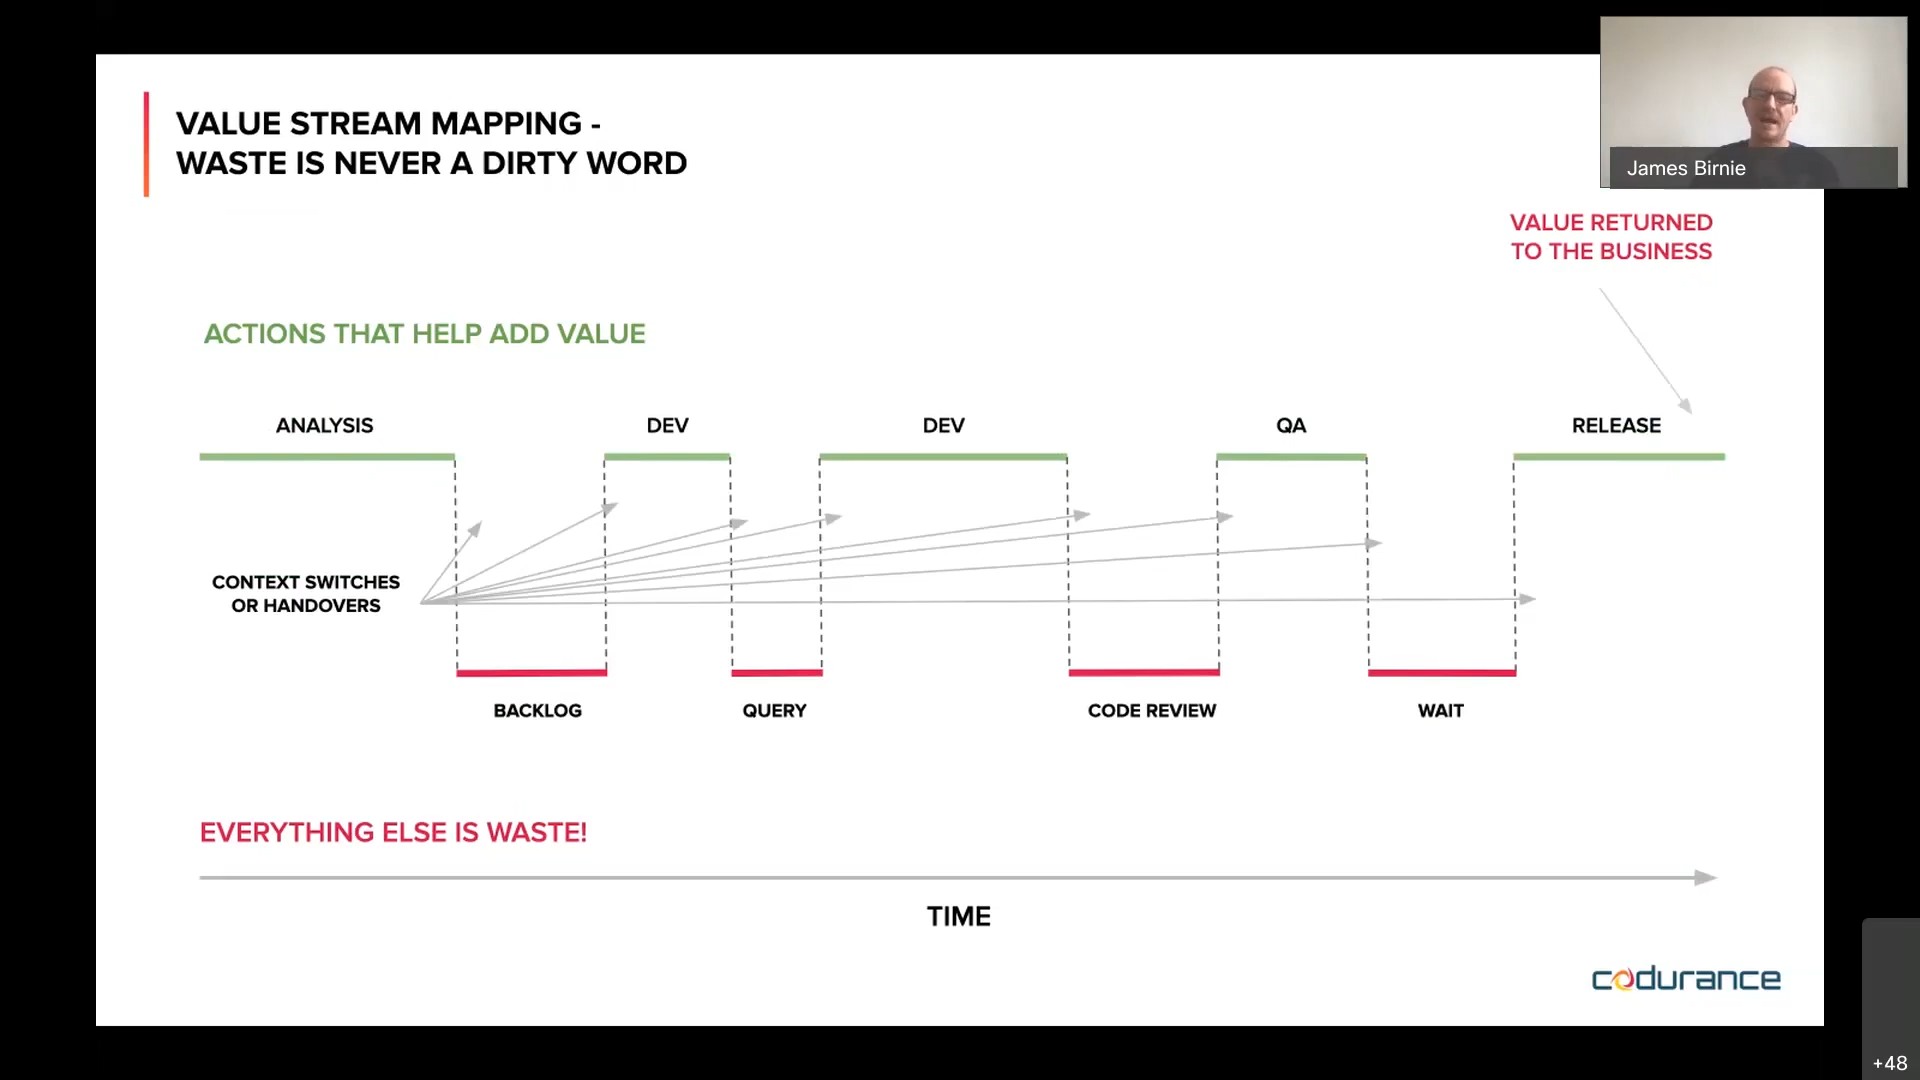 VALUE STREAM MAPPING -
WASTE IS NEVER A DIRTY WORD
James Birnie
VALUE RETURNED
TO THE BUSINESS
ACTIONS THAT HELP ADD VALUE
ANALYSIS
DEV
DEV
QA
RELEASE
CONTEXT SWITCHES
OR HANDOVERS
BACKLOG
QUERY
CODE REVIEW
WAIT
EVERYTHING ELSE IS WASTE!
TIME
codurance
+48